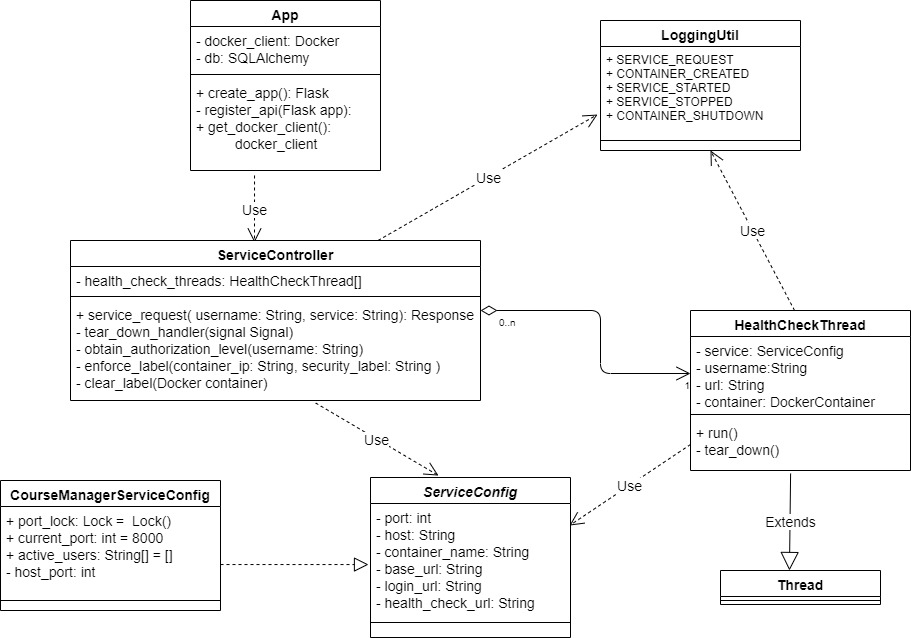 App
- docker_client: Docker
- db: SQLAlchemy
+ create_app(): Flask
- register_api(Flask app):
+ get_docker_client():
docker_client
LoggingUtil
+ SERVICE_REQUEST
+ CONTAINER_CREATED
+ SERVICE_STARTED
+ SERVICE_STOPPED
+ CONTAINER_SHUTDOWN
Use
Use
Use
ServiceController
- health_check_threads: HealthCheckThread[]
+ service_request( username: String, service: String): Response
- tear_down_handler(signal Signal)
- obtain_authorization_level(username: String)
- enforce_label(container_ip: String, security_label: String )
- clear_label(Docker container)
0..n
1
HealthCheckThread
- service: ServiceConfig
- username:String
- url: String
- container: DockerContainer
+ run()
- tear_down()
Use
Use
Extends
CourseManagerServiceConfig
+ port_lock: Lock =  Lock()
+ current_port: int = 8000
+ active_users: String[] = []
- host_port: int
ServiceConfig
- port: int
- host: String
- container_name: String
- base_url: String
- login_url: String
- health_check_url: String
Thread